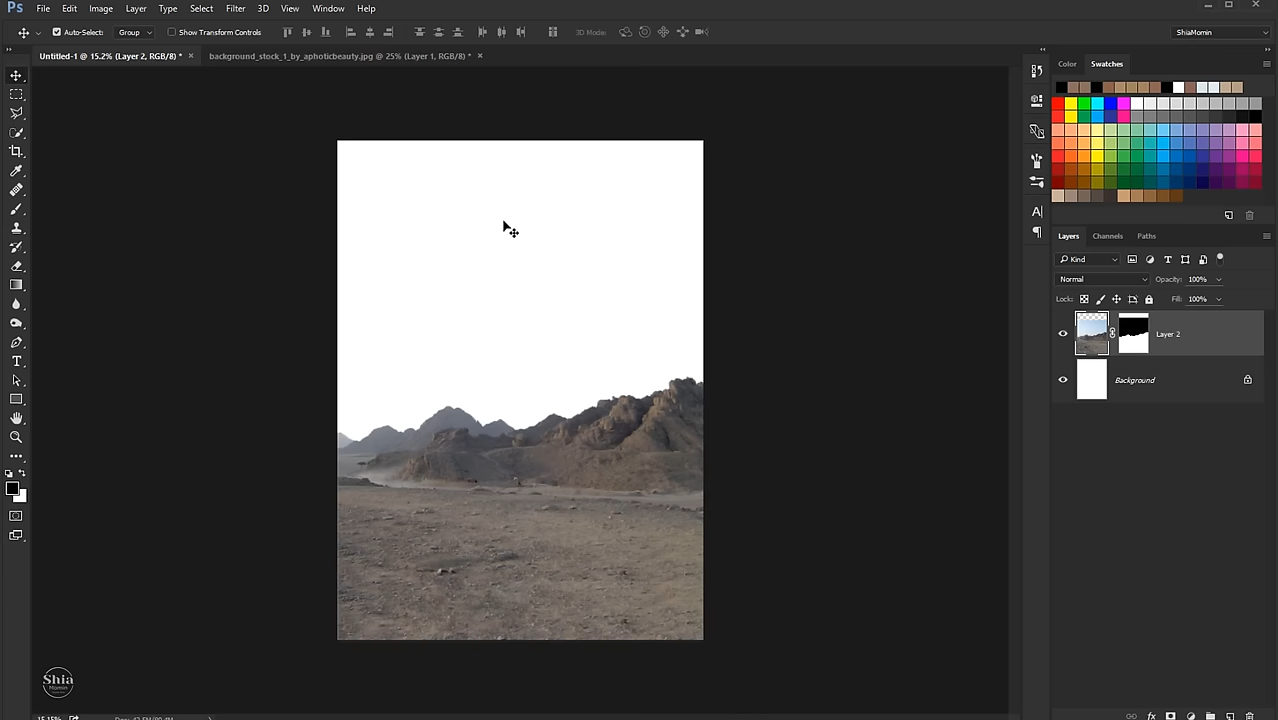 Ps File Edit Image Layer Type Select Filter 3D View Window Help
Auto-Select: Group Show Transform Controls 3D Mode: ShiaMomin
Untitled-1 @ 15.2% (Layer 2, RGB/8) * × background_stock_1_by_aphoticbeauty.jpg @ 25% (Layer 1, RGB/8) * ×
Color Swatches
Layers Channels Paths
Kind
Normal Opacity: 100%
Lock: Fill: 100%
Layer 2
Background
Shia
Momin